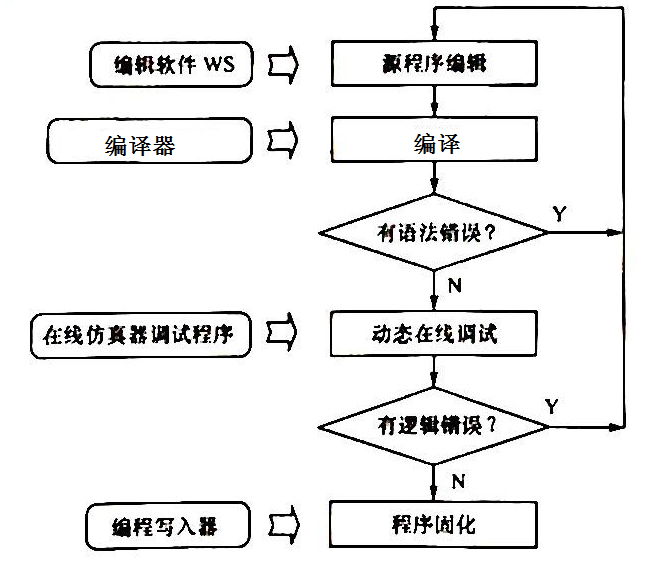 编辑软件 WS
源程序编辑
编译器
编译
有语法错误？
Y
N
在线仿真器调试程序
动态在线调试
有逻辑错误？
Y
N
编程写入器
程序固化